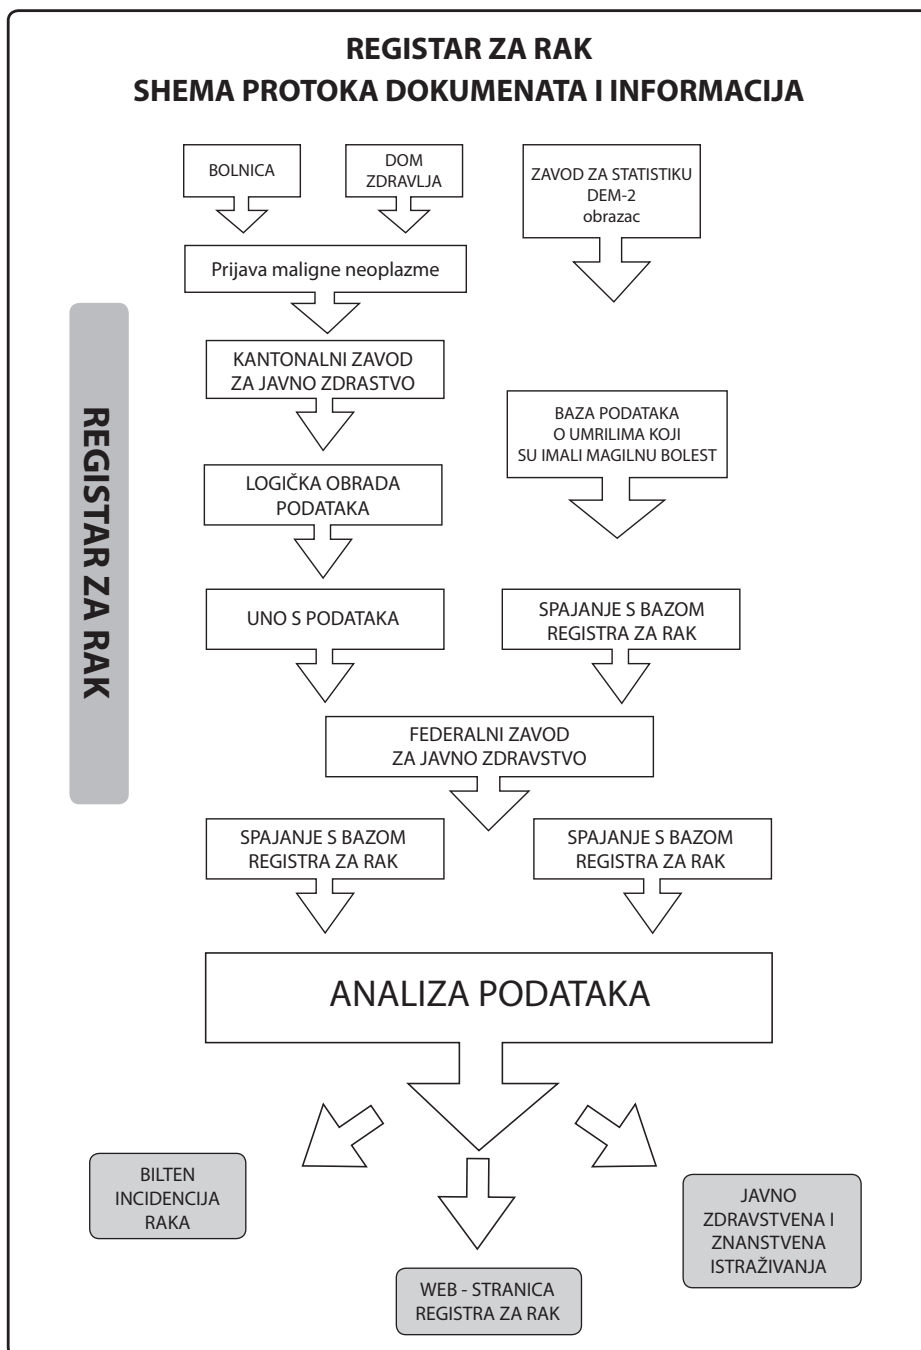 REGISTAR ZA RAK
SHEMA PROTOKA DOKUMENATA I INFORMACIJA
BOLNICA
DOM
ZDRAVLJA
ZAVOD ZA STATISTIKU
DEM-2
obrazac
Prijava maligne neoplazme
REGISTAR ZA RAK
KANTONALNI ZAVOD
ZA JAVNO ZDRASTVO
BAZA PODATAKA
O UMRILIMA KOJI
SU IMALI MAGILNU BOLEST
LOGIČKA OBRADA
PODATAKA
UNO S PODATAKA
SPAJANJE S BAZOM
REGISTRA ZA RAK
FEDERALNI ZAVOD
ZA JAVNO ZDRAVSTVO
SPAJANJE S BAZOM
REGISTRA ZA RAK
SPAJANJE S BAZOM
REGISTRA ZA RAK
ANALIZA PODATAKA
BILTEN
INCIDENCIJA
RAKA
WEB - STRANICA
REGISTRA ZA RAK
JAVNO
ZDRAVSTVENA I
ZNANSTVENA
ISTRAŽIVANJA